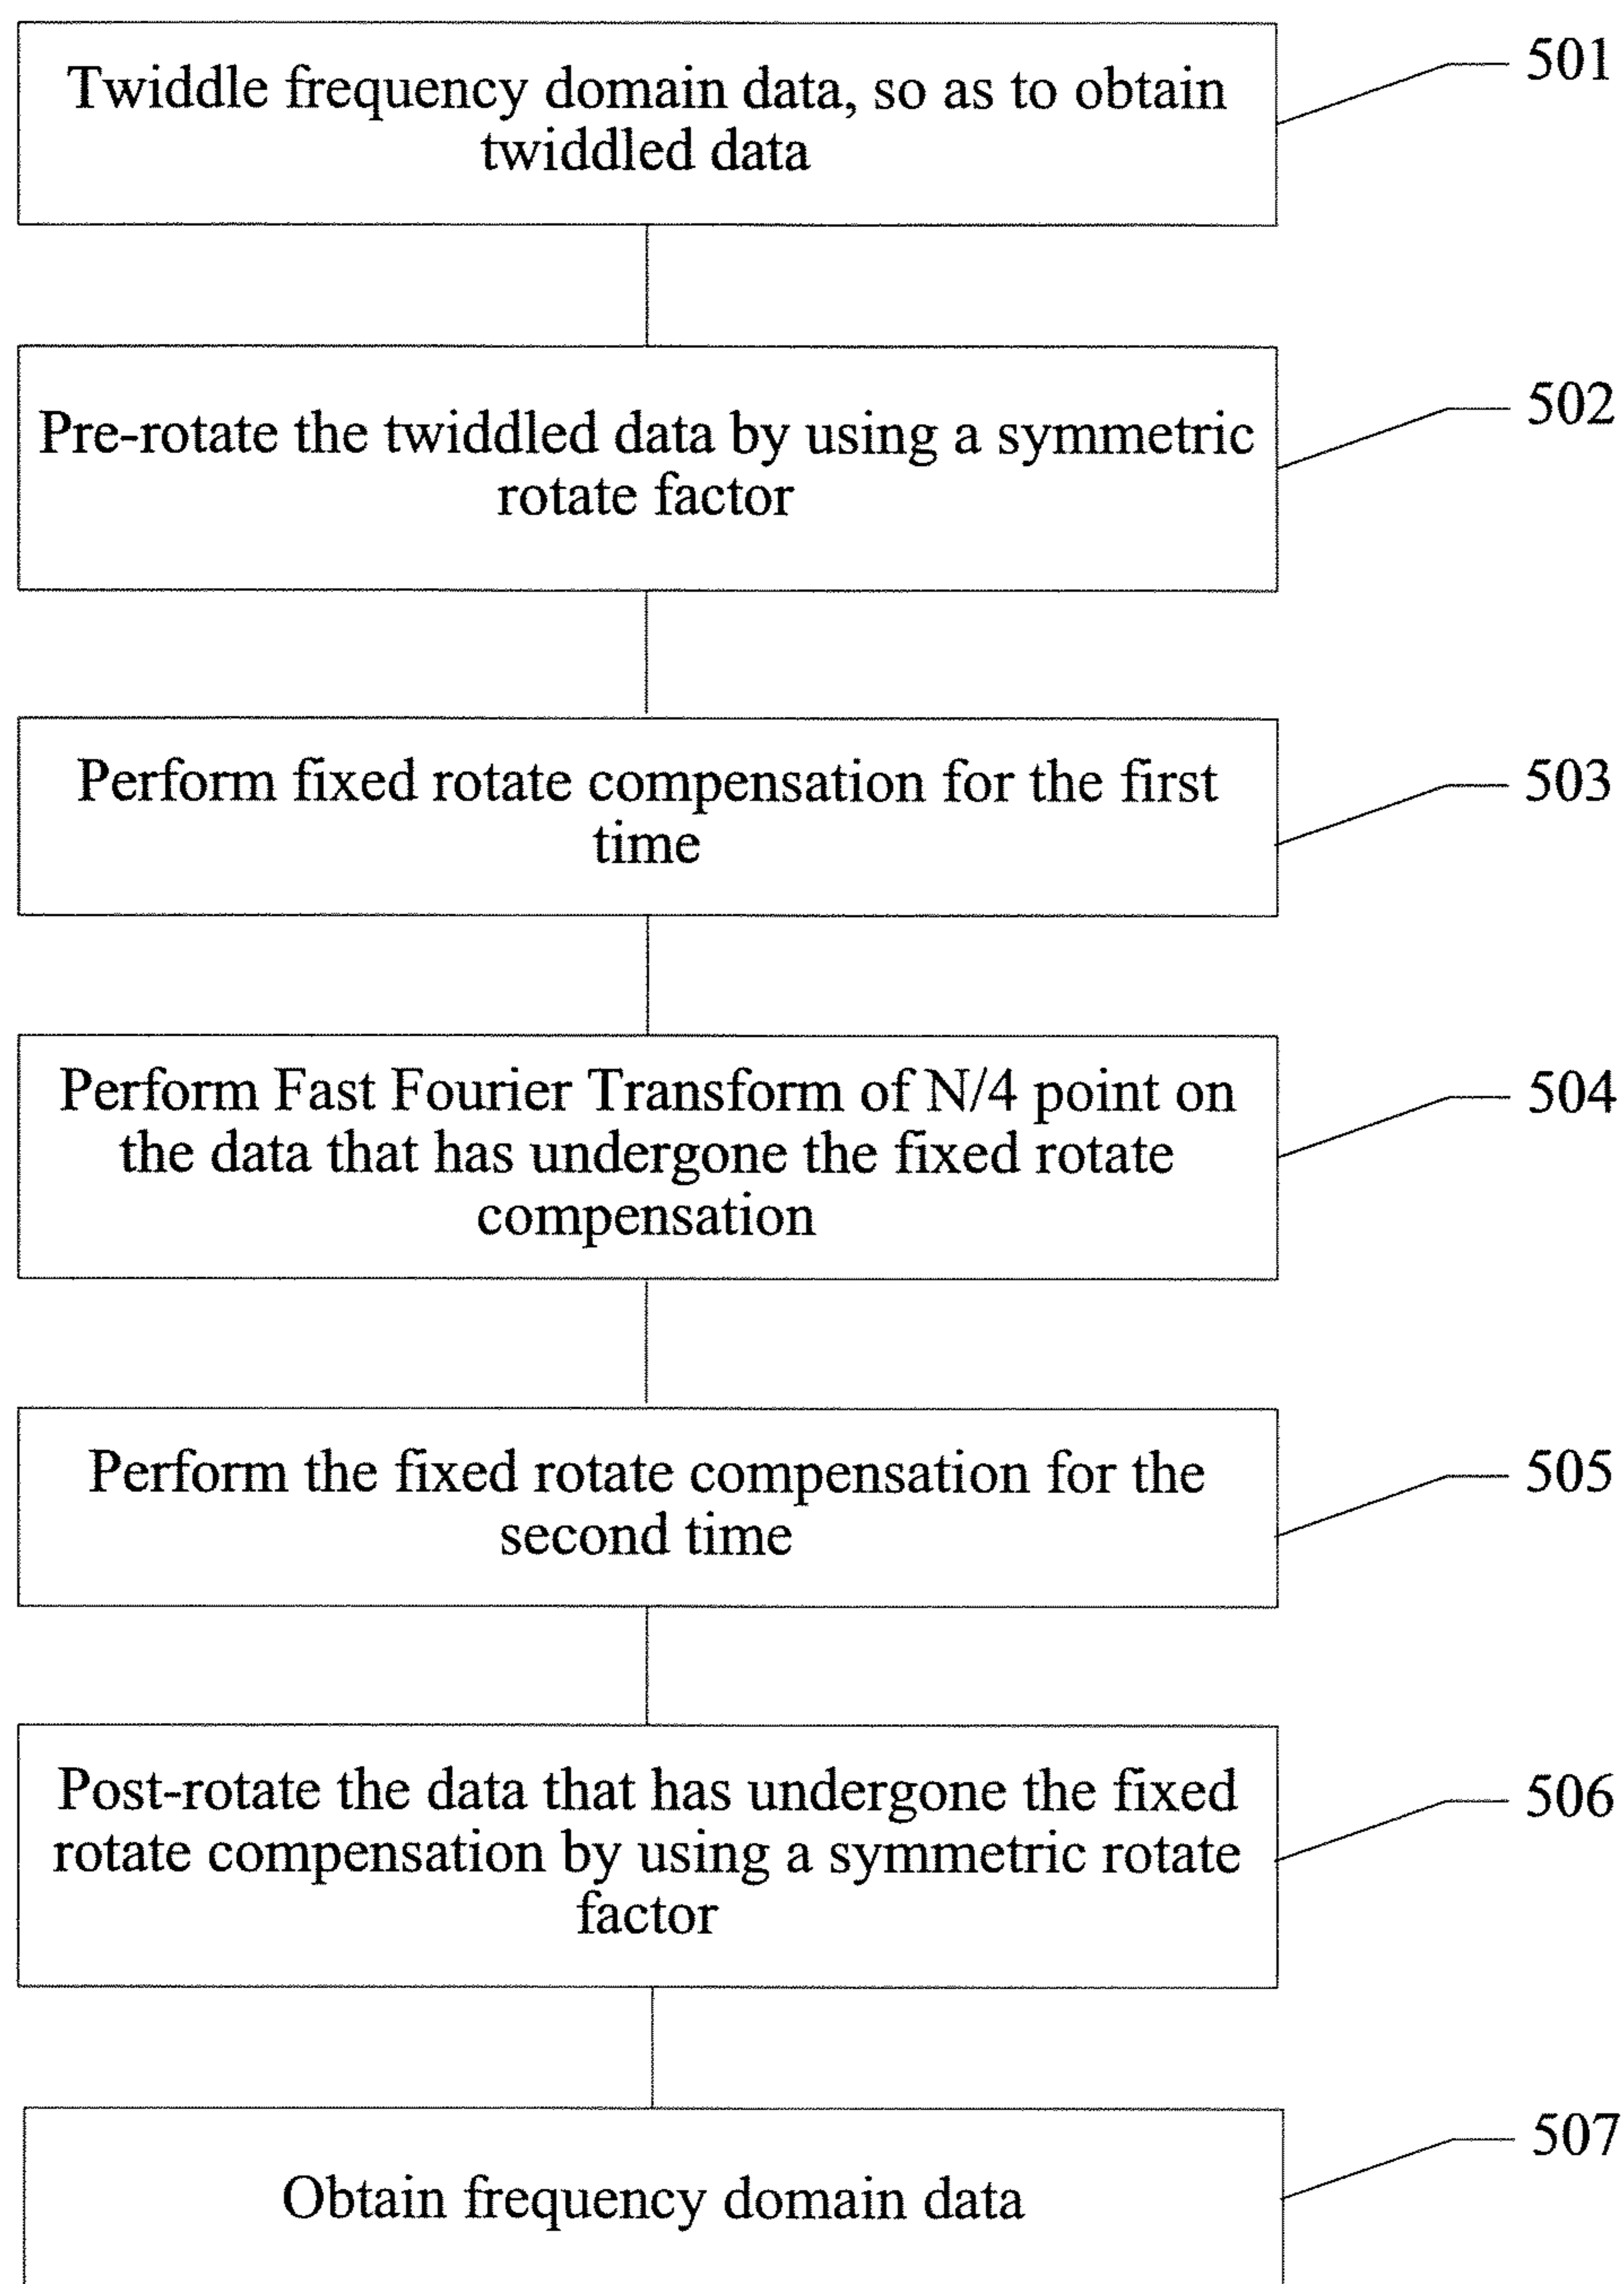 Twiddle frequency domain data, so as to obtain
twiddled data
501
Pre-rotate the twiddled data by using a symmetric
rotate factor
502
Perform fixed rotate compensation for the first
time
503
Perform Fast Fourier Transform of N/4 point on
the data that has undergone the fixed rotate
compensation
504
Perform the fixed rotate compensation for the
second time
505
Post-rotate the data that has undergone the fixed
rotate compensation by using a symmetric rotate
factor
506
Obtain frequency domain data
507